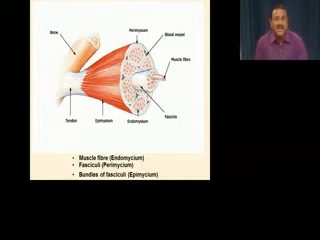 Perimysium
Bone
Blood vessel
Muscle fibre
Tendon
Epimysium
Endomysium
Fascicle
• Muscle fibre (Endomycium)
• Fasciculi (Perimycium)
• Bundles of fasciculi (Epimycium)